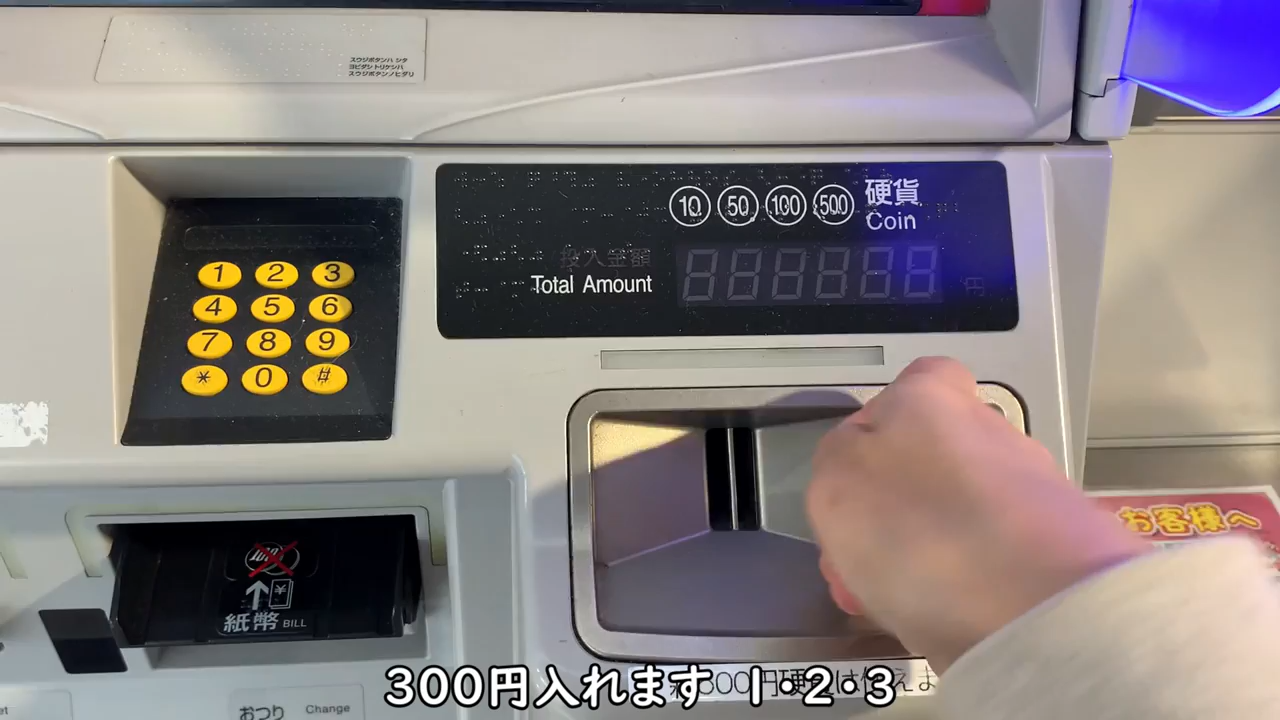 スウジボタンハ シタ
ヨビダシトリケシハ
スウジボタンノヒダリ
10 50 100 500 硬貨
Coin
投入金額
Total Amount
円
1 2 3
4 5 6
7 8 9
* 0 #
お客様へ
紙幣 BILL
おつり Change
300円入れます 1・2・3